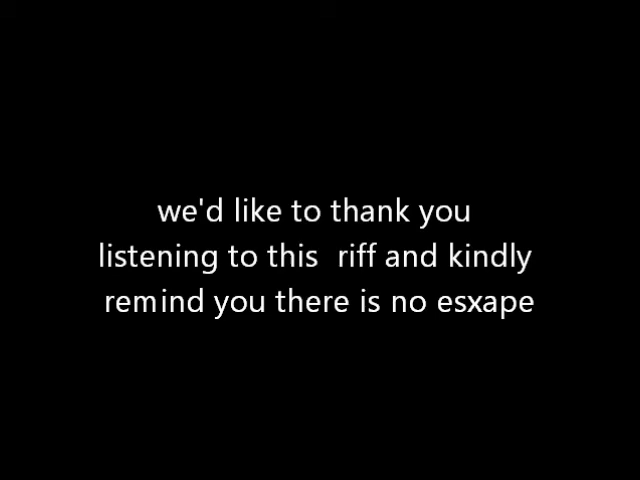 we'd like to thank you
listening to this  riff and kindly
remind you there is no esxape